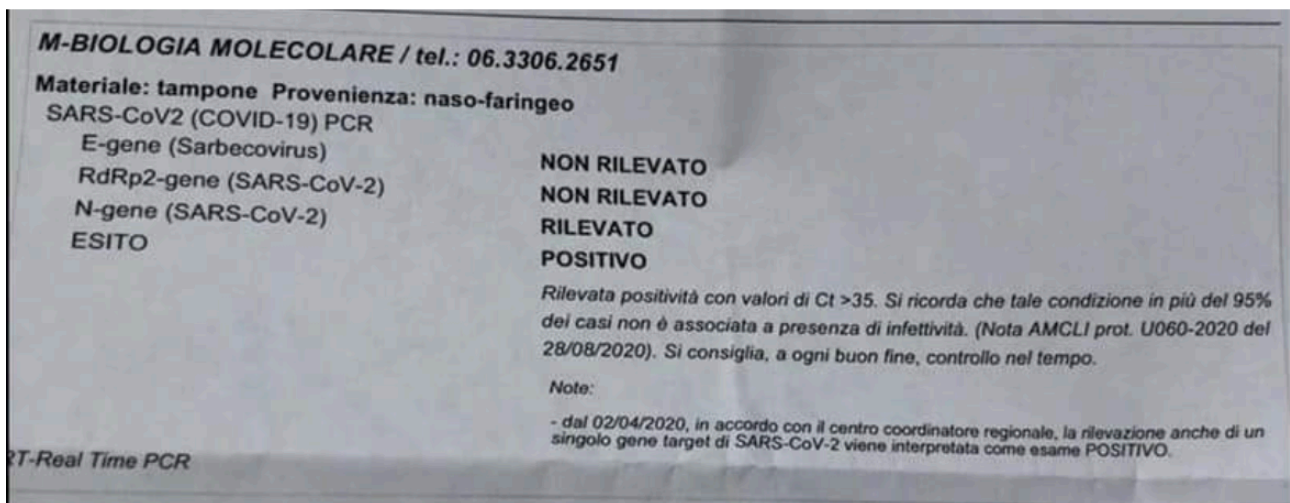 M-BIOLOGIA MOLECOLARE / tel.: 06.3306.2651
Materiale: tampone Provenienza: naso-faringeo
SARS-CoV2 (COVID-19) PCR
E-gene (Sarbecovirus) NON RILEVATO
RdRp2-gene (SARS-CoV-2) NON RILEVATO
N-gene (SARS-CoV-2) RILEVATO
ESITO POSITIVO
Rilevata positività con valori di Ct >35. Si ricorda che tale condizione in più del 95%
dei casi non è associata a presenza di infettività. (Nota AMCLI prot. U060-2020 del
28/08/2020). Si consiglia, a ogni buon fine, controllo nel tempo.
Note:
- dal 02/04/2020, in accordo con il centro coordinatore regionale, la rilevazione anche di un
singolo gene target di SARS-CoV-2 viene interpretata come esame POSITIVO.
RT-Real Time PCR